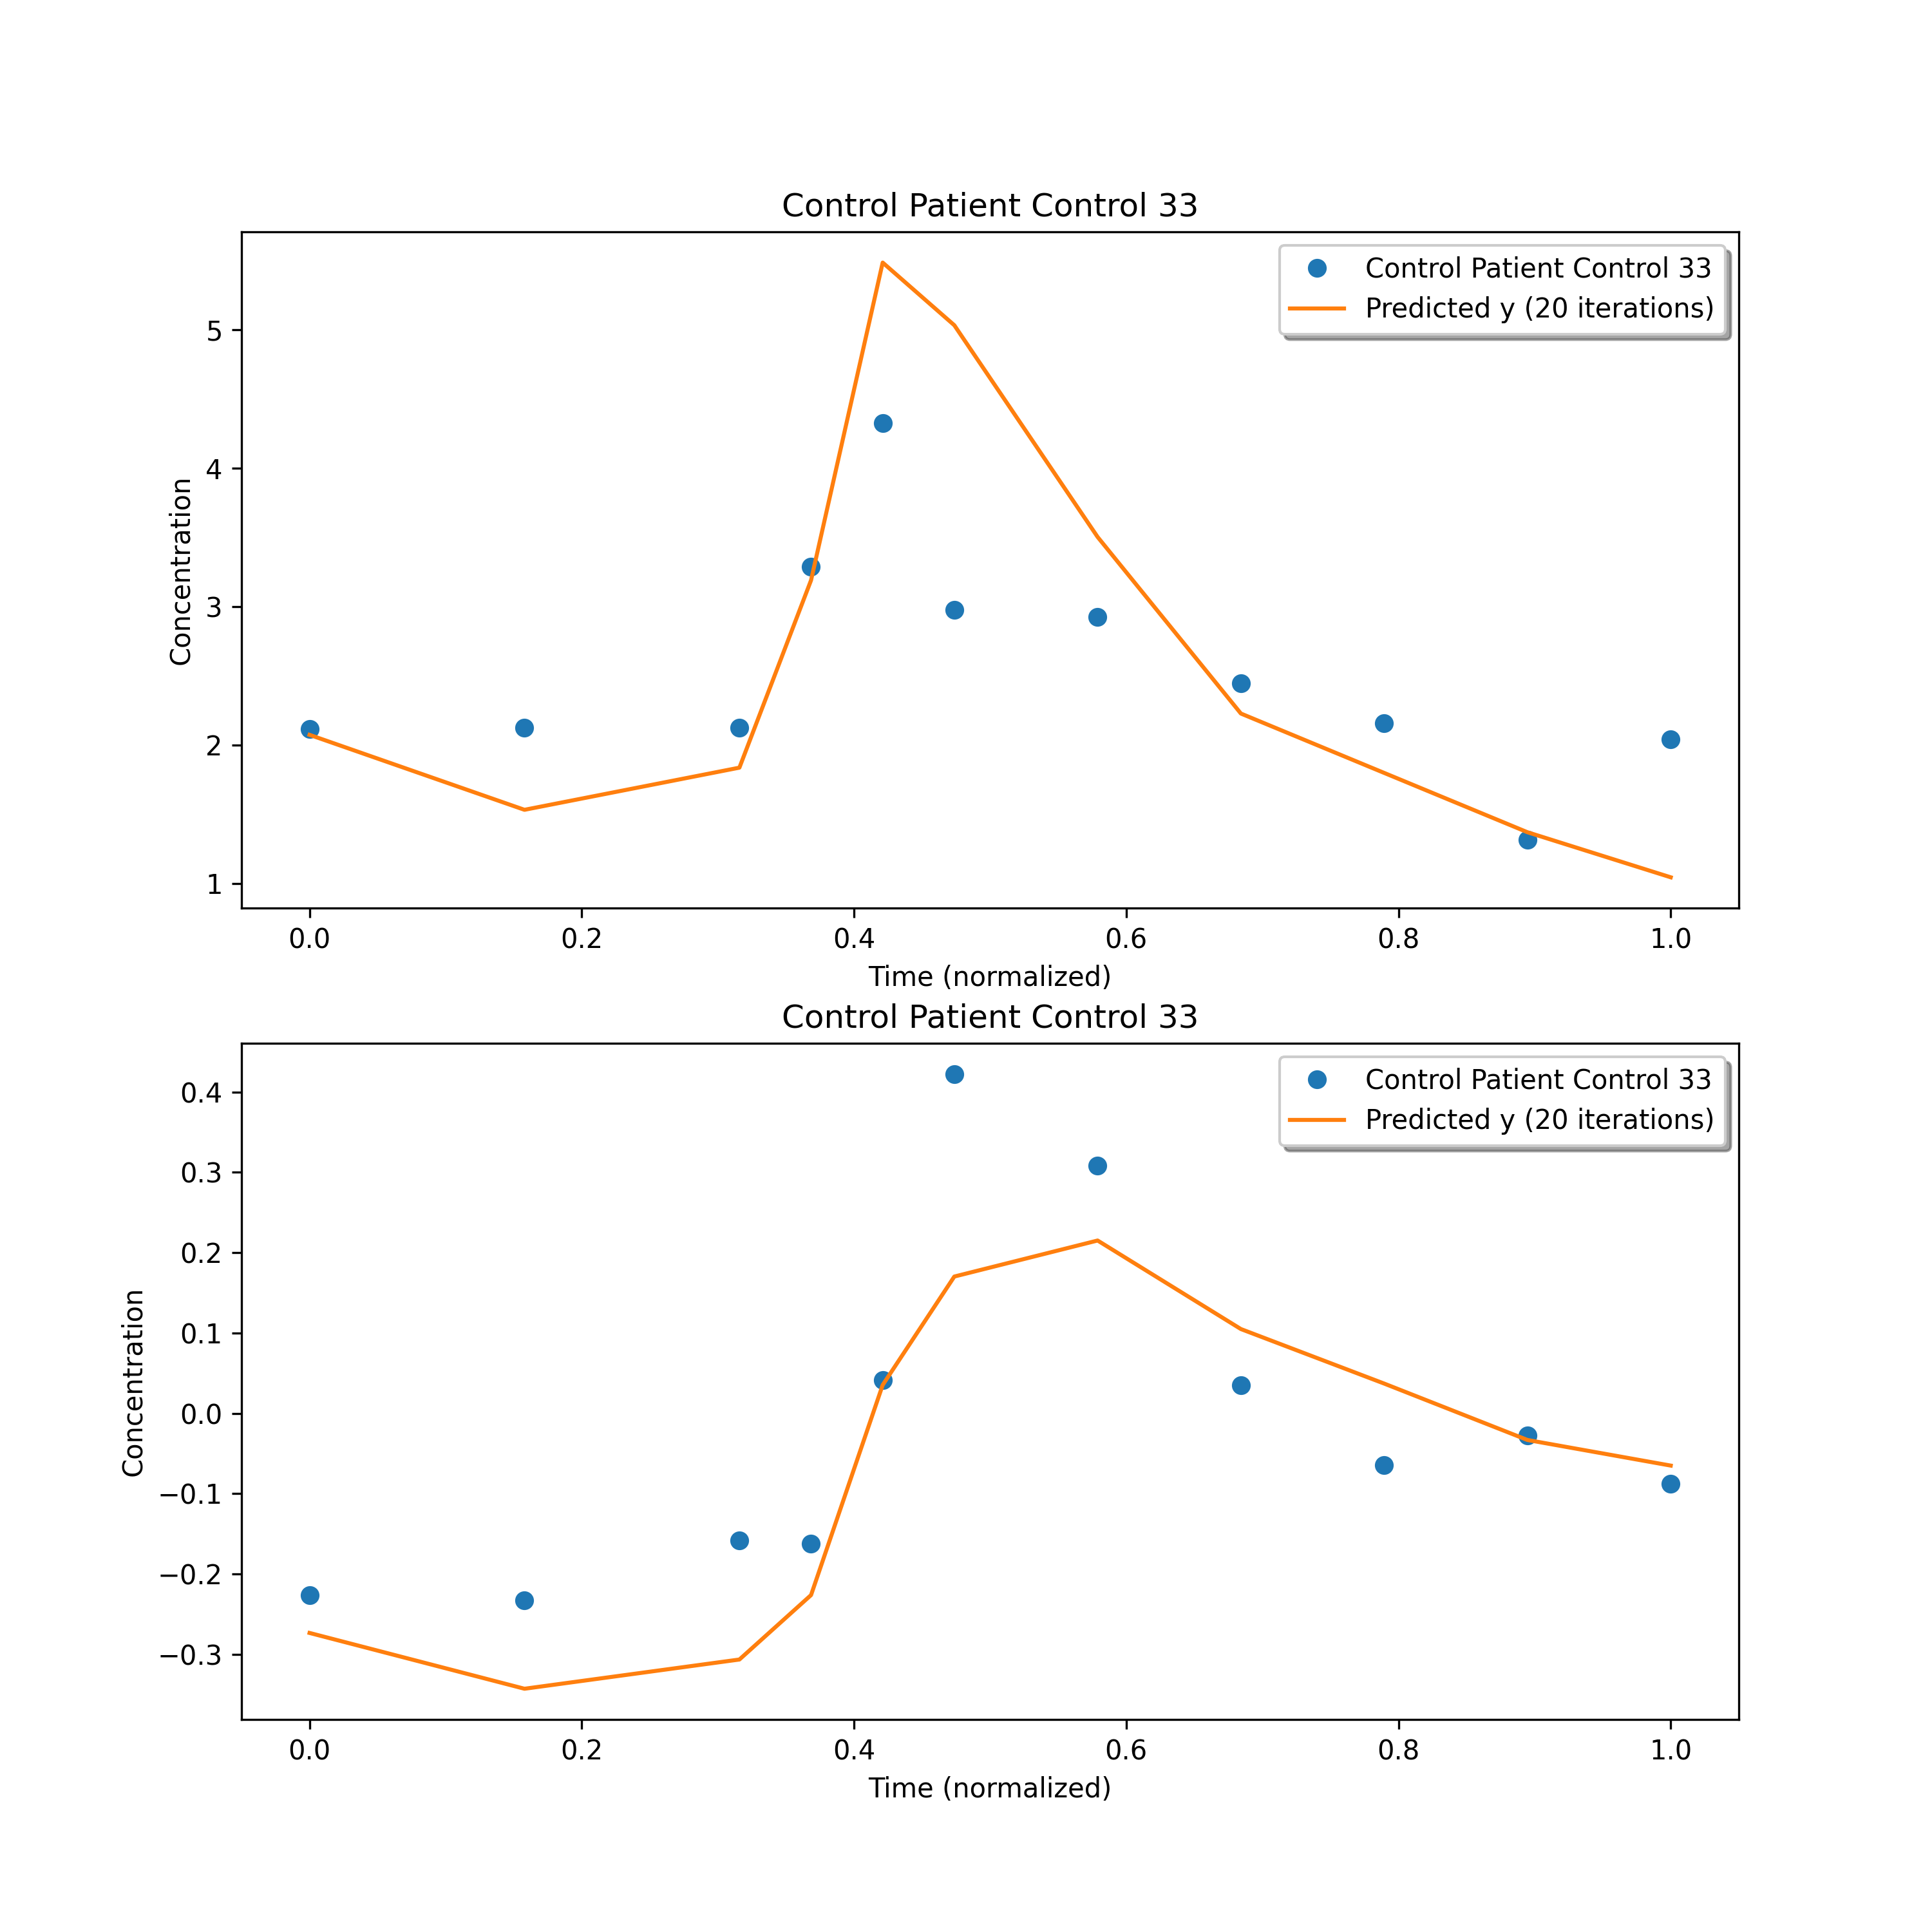 Control Patient Control 33
Control Patient Control 33
Predicted y (20 iterations)
5
4
3
2
1
Concentration
0.0 0.2 0.4 0.6 0.8 1.0
Time (normalized)
Control Patient Control 33
Control Patient Control 33
Predicted y (20 iterations)
0.4
0.3
0.2
0.1
0.0
−0.1
−0.2
−0.3
Concentration
0.0 0.2 0.4 0.6 0.8 1.0
Time (normalized)